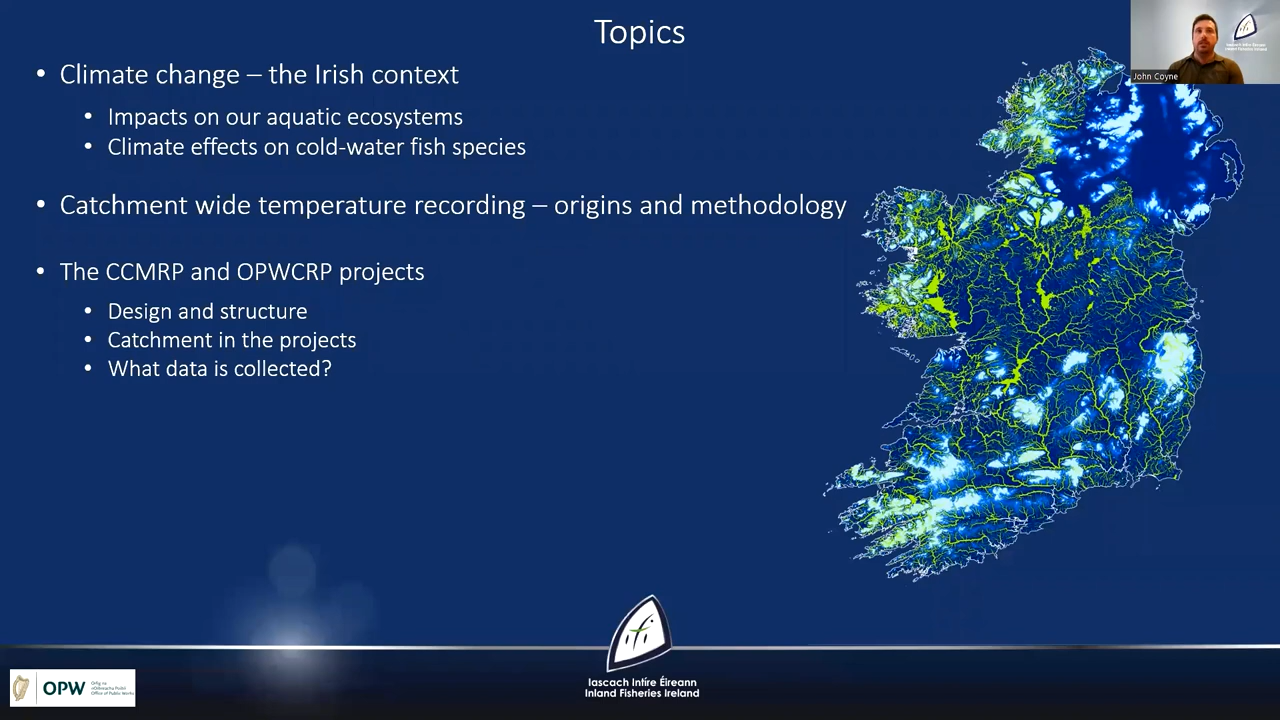 Topics
• Climate change – the Irish context
• Impacts on our aquatic ecosystems
• Climate effects on cold-water fish species
• Catchment wide temperature recording – origins and methodology
• The CCMRP and OPWCRP projects
• Design and structure
• Catchment in the projects
• What data is collected?
John Coyne
OPW
Oifig na
nOibreacha Poiblí
Office of Public Works
ifi
Iascach Intíre Éireann
Inland Fisheries Ireland